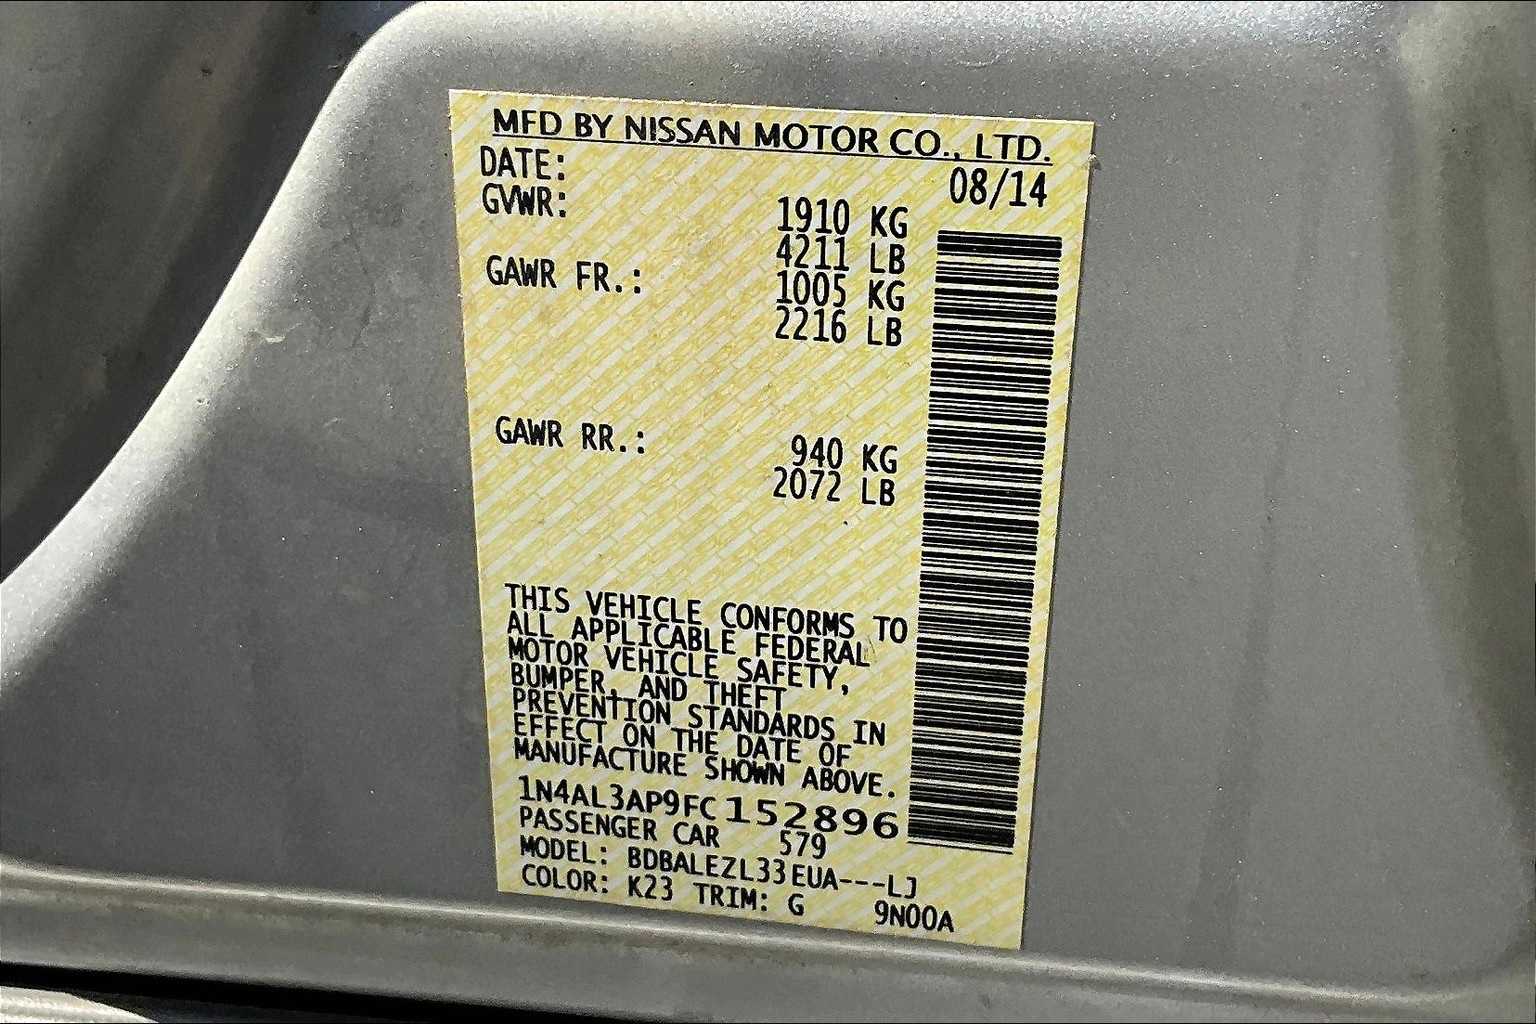 MFD BY NISSAN MOTOR CO., LTD.
DATE: 08/14
GVWR: 1910 KG
4211 LB
GAWR FR.: 1005 KG
2216 LB
GAWR RR.: 940 KG
2072 LB
THIS VEHICLE CONFORMS TO
ALL APPLICABLE FEDERAL
MOTOR VEHICLE SAFETY,
BUMPER, AND THEFT
PREVENTION STANDARDS IN
EFFECT ON THE DATE OF
MANUFACTURE SHOWN ABOVE.
1N4AL3AP9FC152896
PASSENGER CAR 579
MODEL: BDBALEZL33EUA---LJ
COLOR: K23 TRIM: G 9N00A